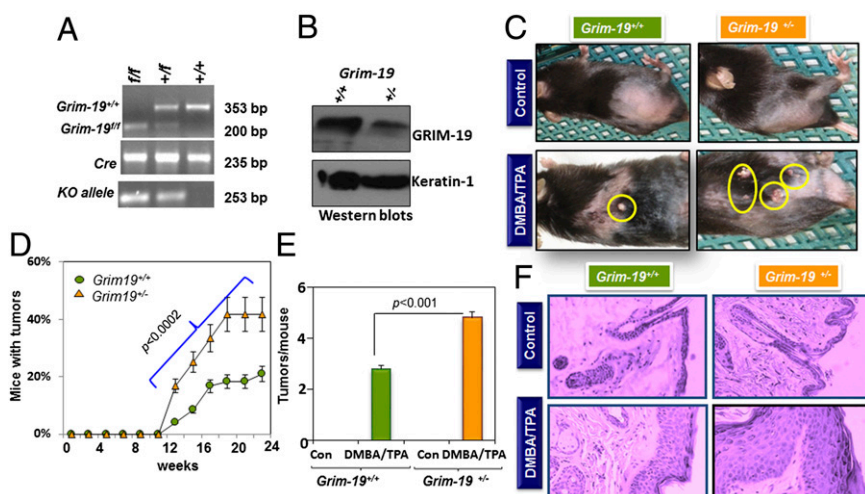 A
f/f
+/f
+/+
Grim-19+/+
353 bp
Grim-19f/f
200 bp
Cre
235 bp
KO allele
253 bp
B
Grim-19
+/+
+/-
GRIM-19
Keratin-1
Western blots
C
Grim-19+/+
Grim-19 +/-
Control
DMBA/TPA
D
60%
40%
20%
0%
Mice with tumors
Grim19+/+
Grim19+/-
p<0.0002
0
4
8
12
16
20
24
weeks
E
6
4
2
0
Tumors/mouse
p<0.001
Con DMBA/TPA
Con DMBA/TPA
Grim-19+/+
Grim-19 +/-
F
Grim-19+/+
Grim-19 +/-
Control
DMBA/TPA